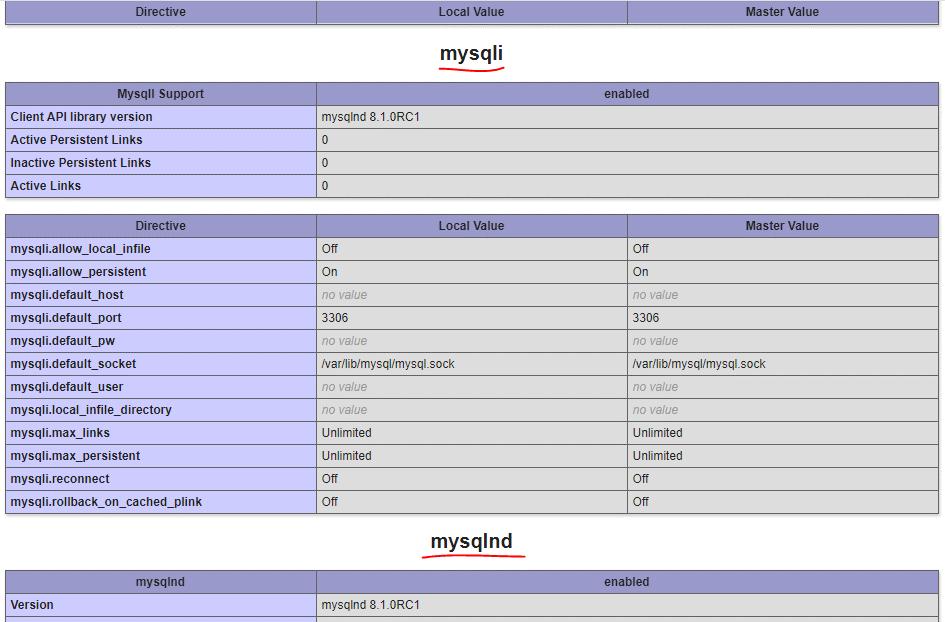 Directive Local Value Master Value
mysqli
MysqlI Support enabled
Client API library version mysqlnd 8.1.0RC1
Active Persistent Links 0
Inactive Persistent Links 0
Active Links 0
Directive Local Value Master Value
mysqli.allow_local_infile Off Off
mysqli.allow_persistent On On
mysqli.default_host no value no value
mysqli.default_port 3306 3306
mysqli.default_pw no value no value
mysqli.default_socket /var/lib/mysql/mysql.sock /var/lib/mysql/mysql.sock
mysqli.default_user no value no value
mysqli.local_infile_directory no value no value
mysqli.max_links Unlimited Unlimited
mysqli.max_persistent Unlimited Unlimited
mysqli.reconnect Off Off
mysqli.rollback_on_cached_plink Off Off
mysqlnd
mysqlnd enabled
Version mysqlnd 8.1.0RC1